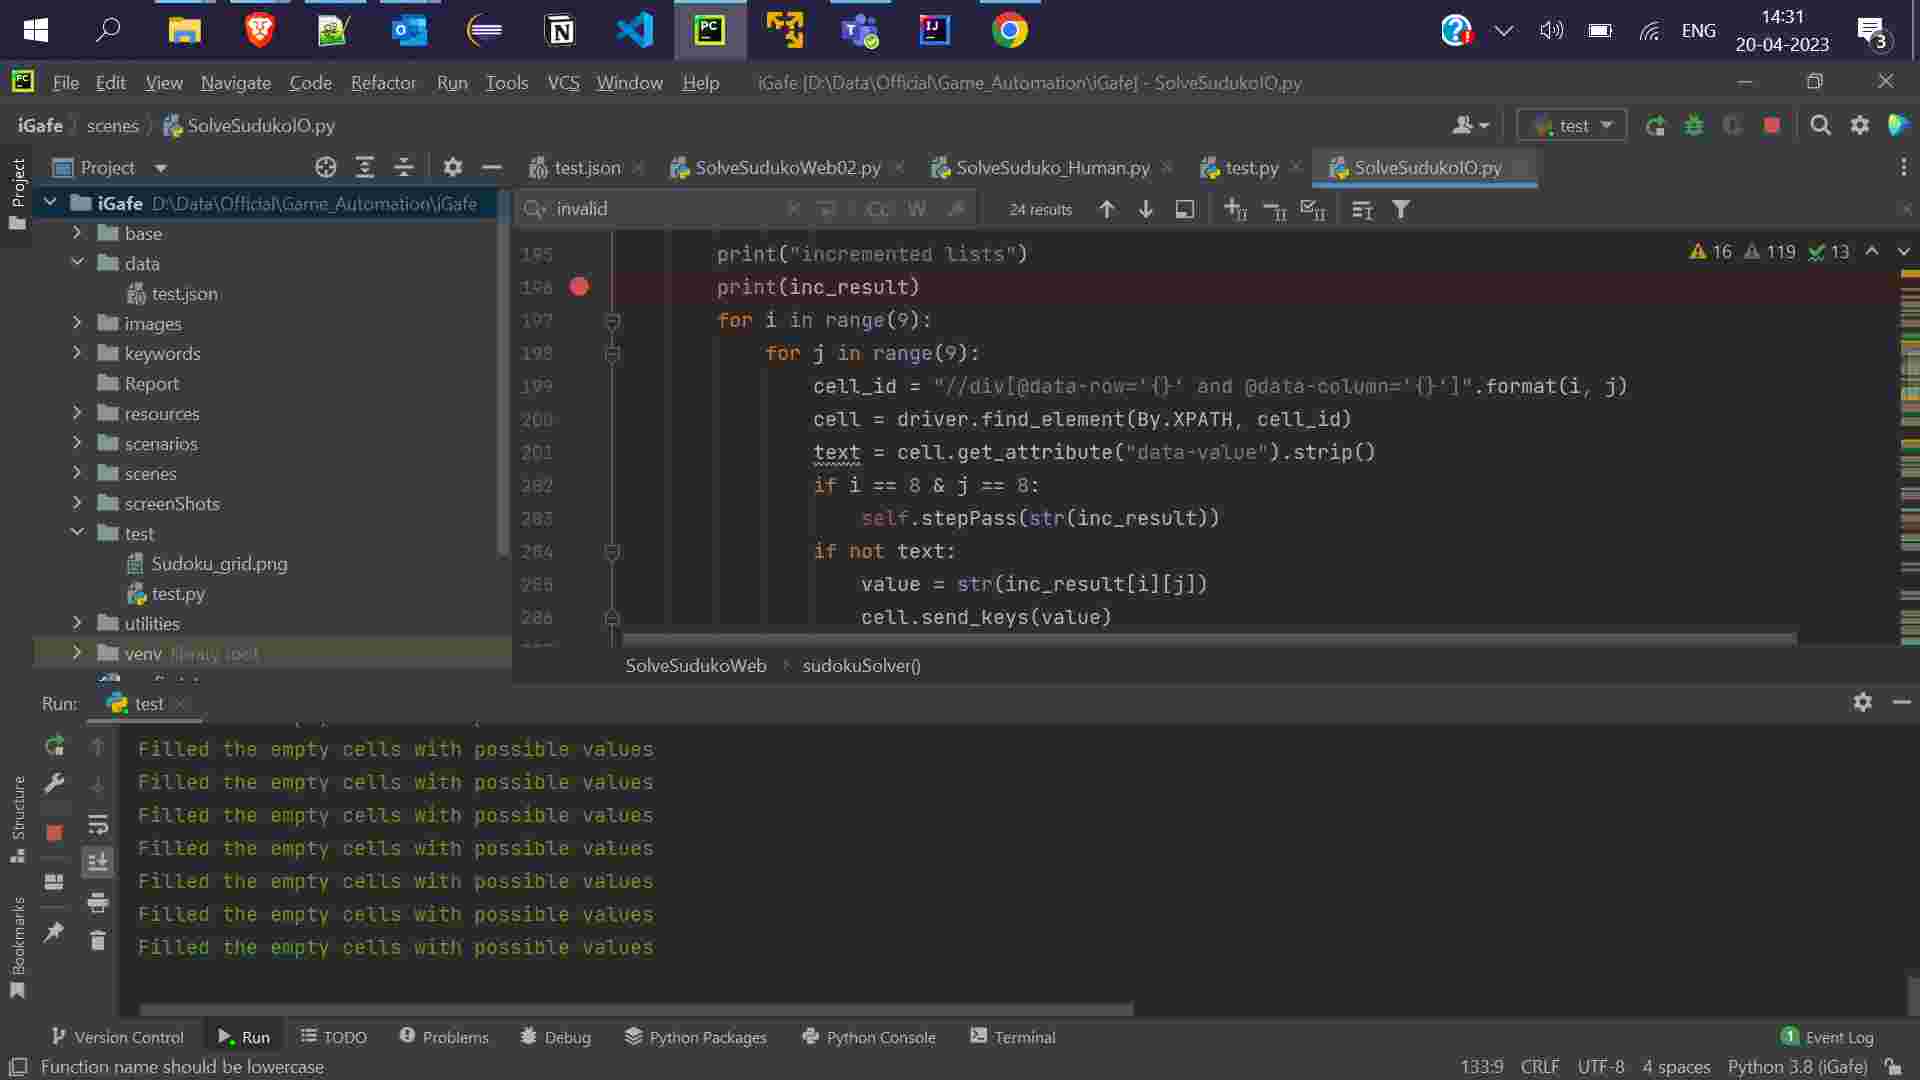 ENG
14:31
20-04-2023
3
File Edit View Navigate Code Refactor Run Tools VCS Window Help iGafe [D:\Data\Official\Game_Automation\iGafe] - SolveSudukoIO.py
iGafe scenes SolveSudukoIO.py
test
Project
Project
test.json SolveSudukoWeb02.py SolveSuduko_Human.py test.py SolveSudukoIO.py
iGafe D:\Data\Official\Game_Automation\iGafe
invalid Cc W 24 results
base
data
test.json
images
keywords
Report
resources
scenarios
scenes
screenShots
test
Sudoku_grid.png
test.py
utilities
venv library root
16 119 13
195 print("incremented lists")
196 print(inc_result)
197 for i in range(9):
198 for j in range(9):
199 cell_id = "//div[@data-row='{}' and @data-column='{}']".format(i, j)
200 cell = driver.find_element(By.XPATH, cell_id)
201 text = cell.get_attribute("data-value").strip()
202 if i == 8 & j == 8:
203 self.stepPass(str(inc_result))
204 if not text:
205 value = str(inc_result[i][j])
206 cell.send_keys(value)
SolveSudukoWeb sudokuSolver()
Run: test
Filled the empty cells with possible values
Filled the empty cells with possible values
Filled the empty cells with possible values
Filled the empty cells with possible values
Filled the empty cells with possible values
Filled the empty cells with possible values
Filled the empty cells with possible values
Structure
Bookmarks
Version Control Run TODO Problems Debug Python Packages Python Console Terminal 1 Event Log
Function name should be lowercase 133:9 CRLF UTF-8 4 spaces Python 3.8 (iGafe)